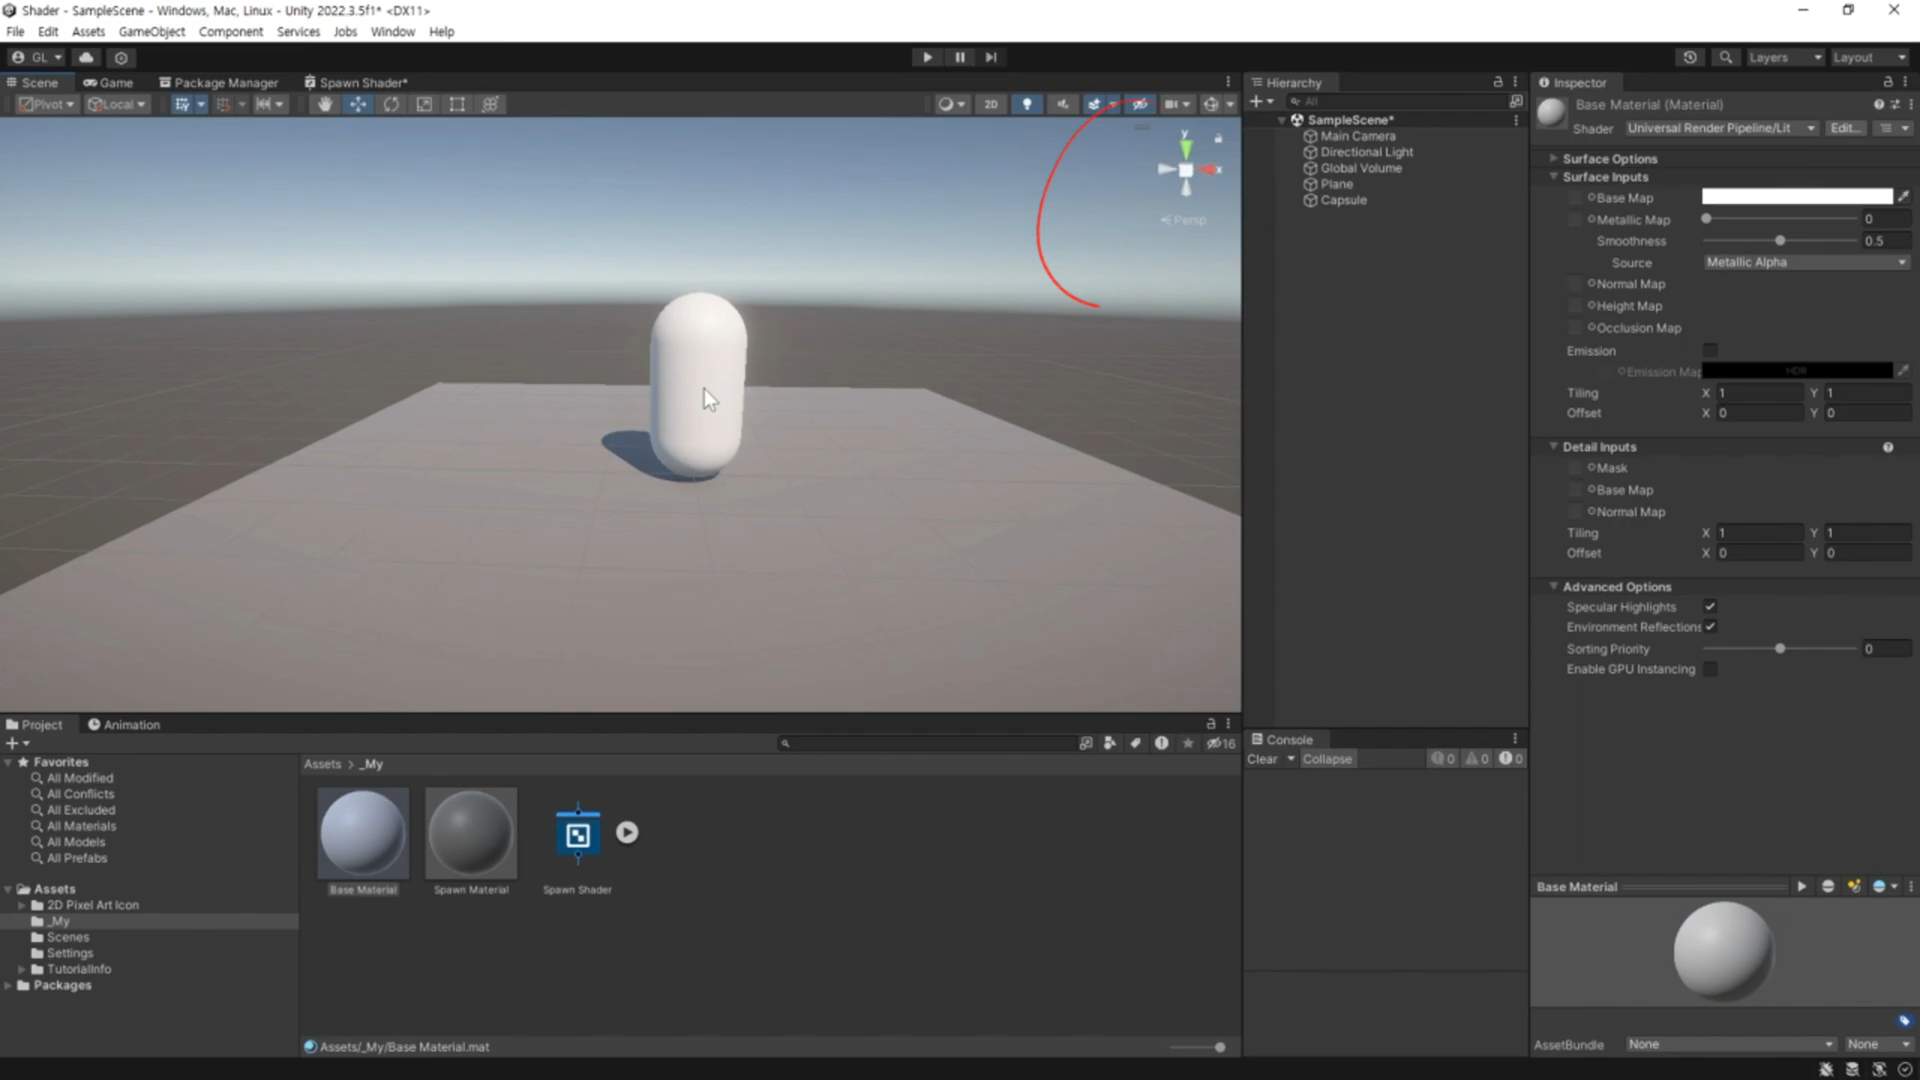 Shader - SampleScene - Windows, Mac, Linux - Unity 2022.3.5f1* <DX11>
File Edit Assets GameObject Component Services Jobs Window Help
GL Layers Layout
Scene Game Package Manager Spawn Shader*
Pivot Local 2D
y
x
Persp
Hierarchy
All
SampleScene*
Main Camera
Directional Light
Global Volume
Plane
Capsule
Inspector
Base Material (Material)
Shader Universal Render Pipeline/Lit Edit...
Surface Options
Surface Inputs
Base Map
Metallic Map 0
Smoothness 0.5
Source Metallic Alpha
Normal Map
Height Map
Occlusion Map
Emission
Emission Map HDR
Tiling X 1 Y 1
Offset X 0 Y 0
Detail Inputs
Mask
Base Map
Normal Map
Tiling X 1 Y 1
Offset X 0 Y 0
Advanced Options
Specular Highlights
Environment Reflections
Sorting Priority 0
Enable GPU Instancing
Project Animation
16
Favorites
All Modified
All Conflicts
All Excluded
All Materials
All Models
All Prefabs
Assets
2D Pixel Art Icon
_My
Scenes
Settings
TutorialInfo
Packages
Assets > _My
Base Material Spawn Material Spawn Shader
Assets/_My/Base Material.mat
Console
Clear Collapse 0 0 0
Base Material
AssetBundle None None